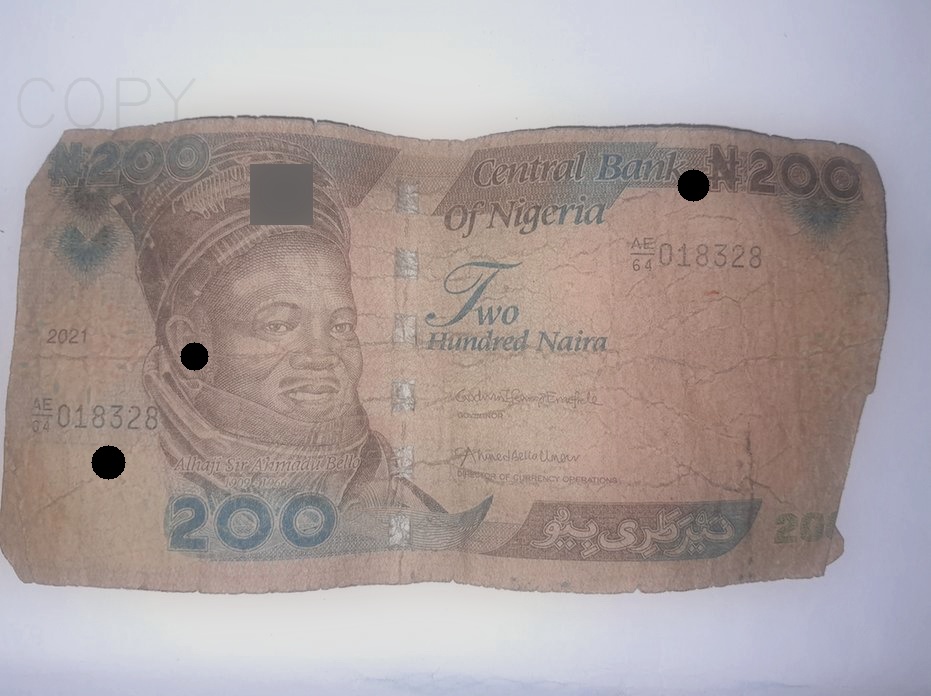 COPY
₦200
Central Bank
₦200
Of Nigeria
AE
64 018328
Two
Hundred Naira
2021
AE
64 018328
GOVERNOR
Alhaji Sir Ahmadu Bello
DIRECTOR OF CURRENCY OPERATIONS
200
200